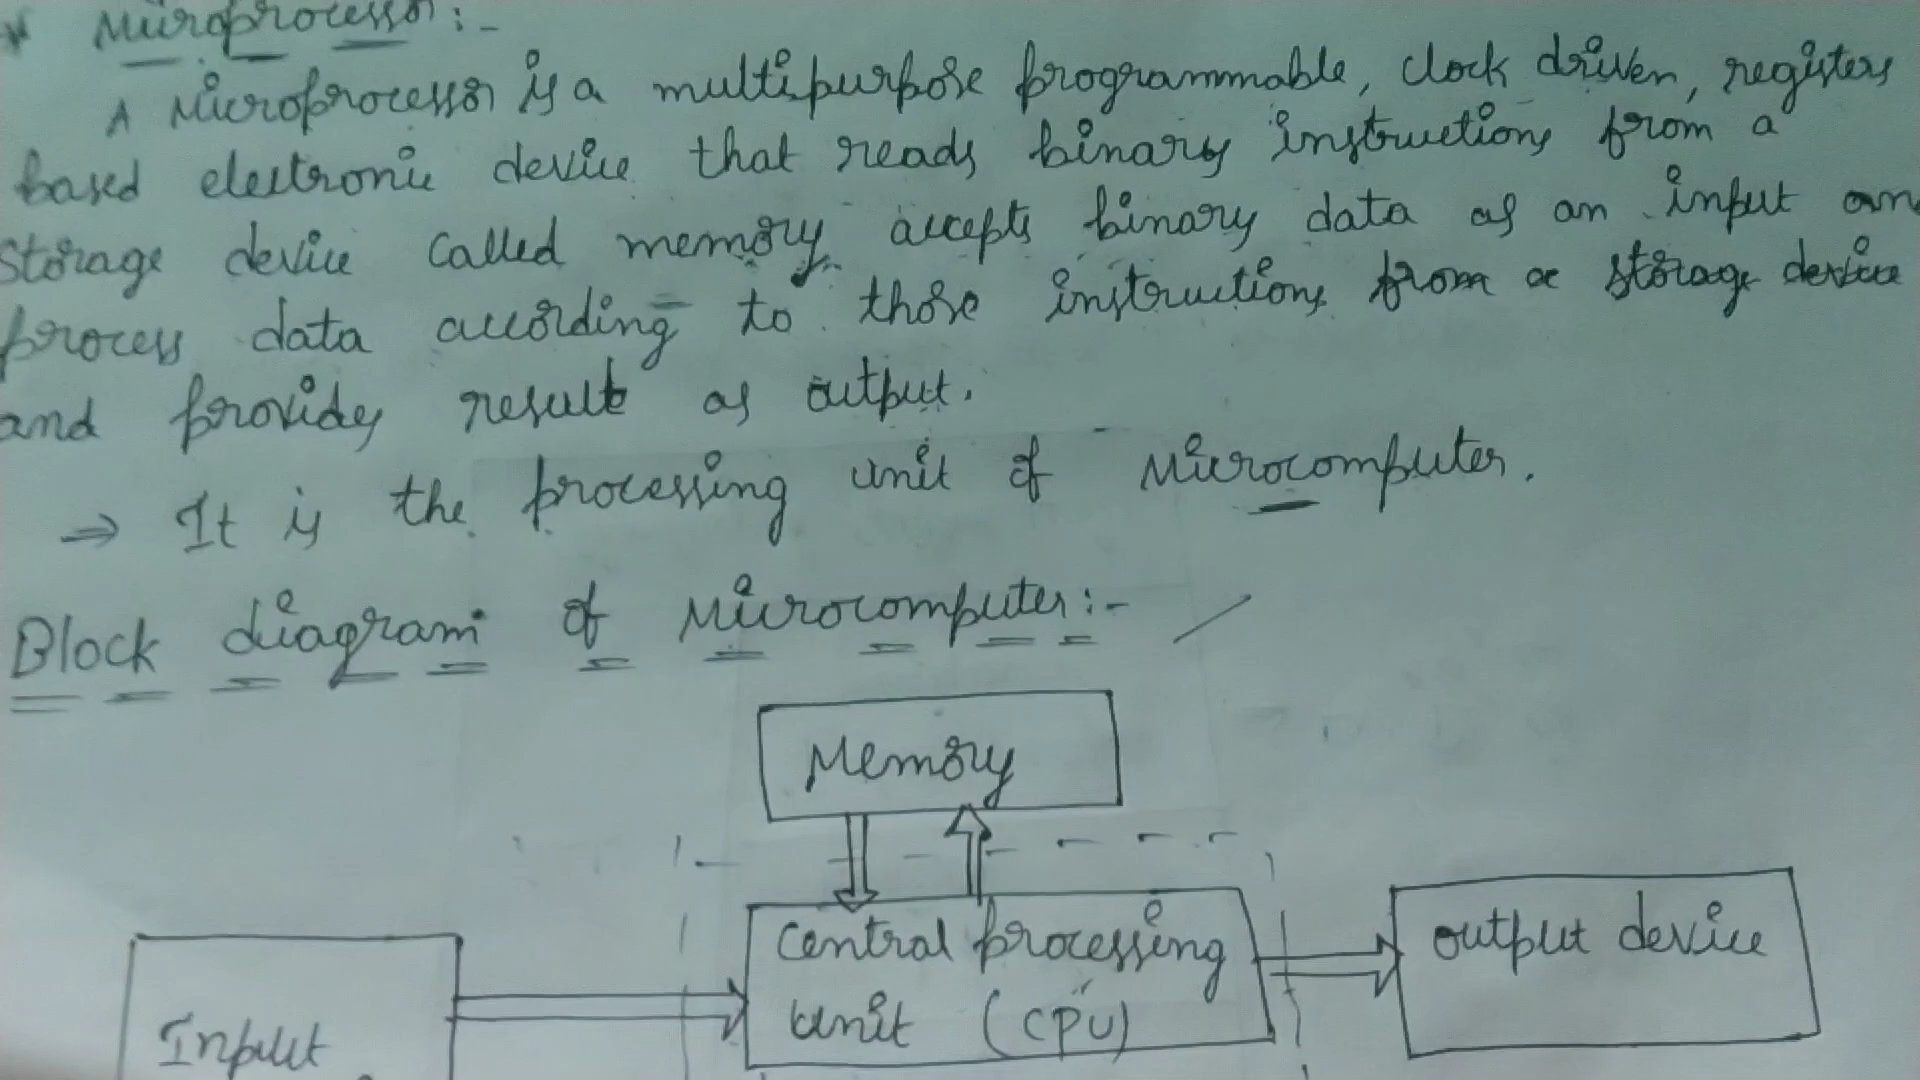 * Microprocessor:-
A Microprocessor is a multipurpose programmable, clock driven, registers
based electronic device that reads binary instructions from a
storage device called memory, accepts binary data as an input an
process data according to those instructions from a storage device
and provides result as output.
⇒ It is the processing unit of Microcomputer.
Block diagram of Microcomputer:-
Memory
Central processing
unit (CPU)
output device
Input